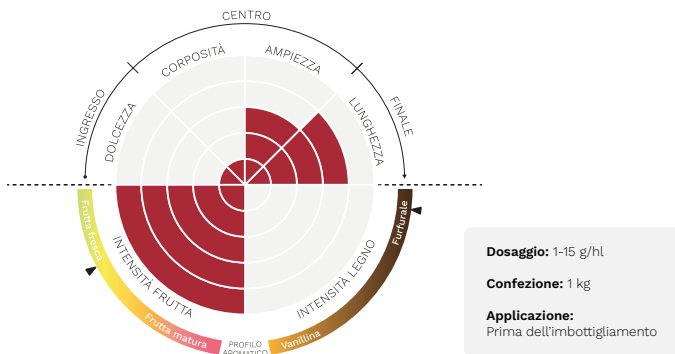 CENTRO
INGRESSO
FINALE
DOLCEZZA
CORPOSITÀ
AMPIEZZA
LUNGHEZZA
Frutta fresca
Furfurale
INTENSITÀ FRUTTA
INTENSITÀ LEGNO
Frutta matura
Vanillina
PROFILO
AROMATICO
Dosaggio: 1-15 g/hl
Confezione: 1 kg
Applicazione:
Prima dell’imbottigliamento